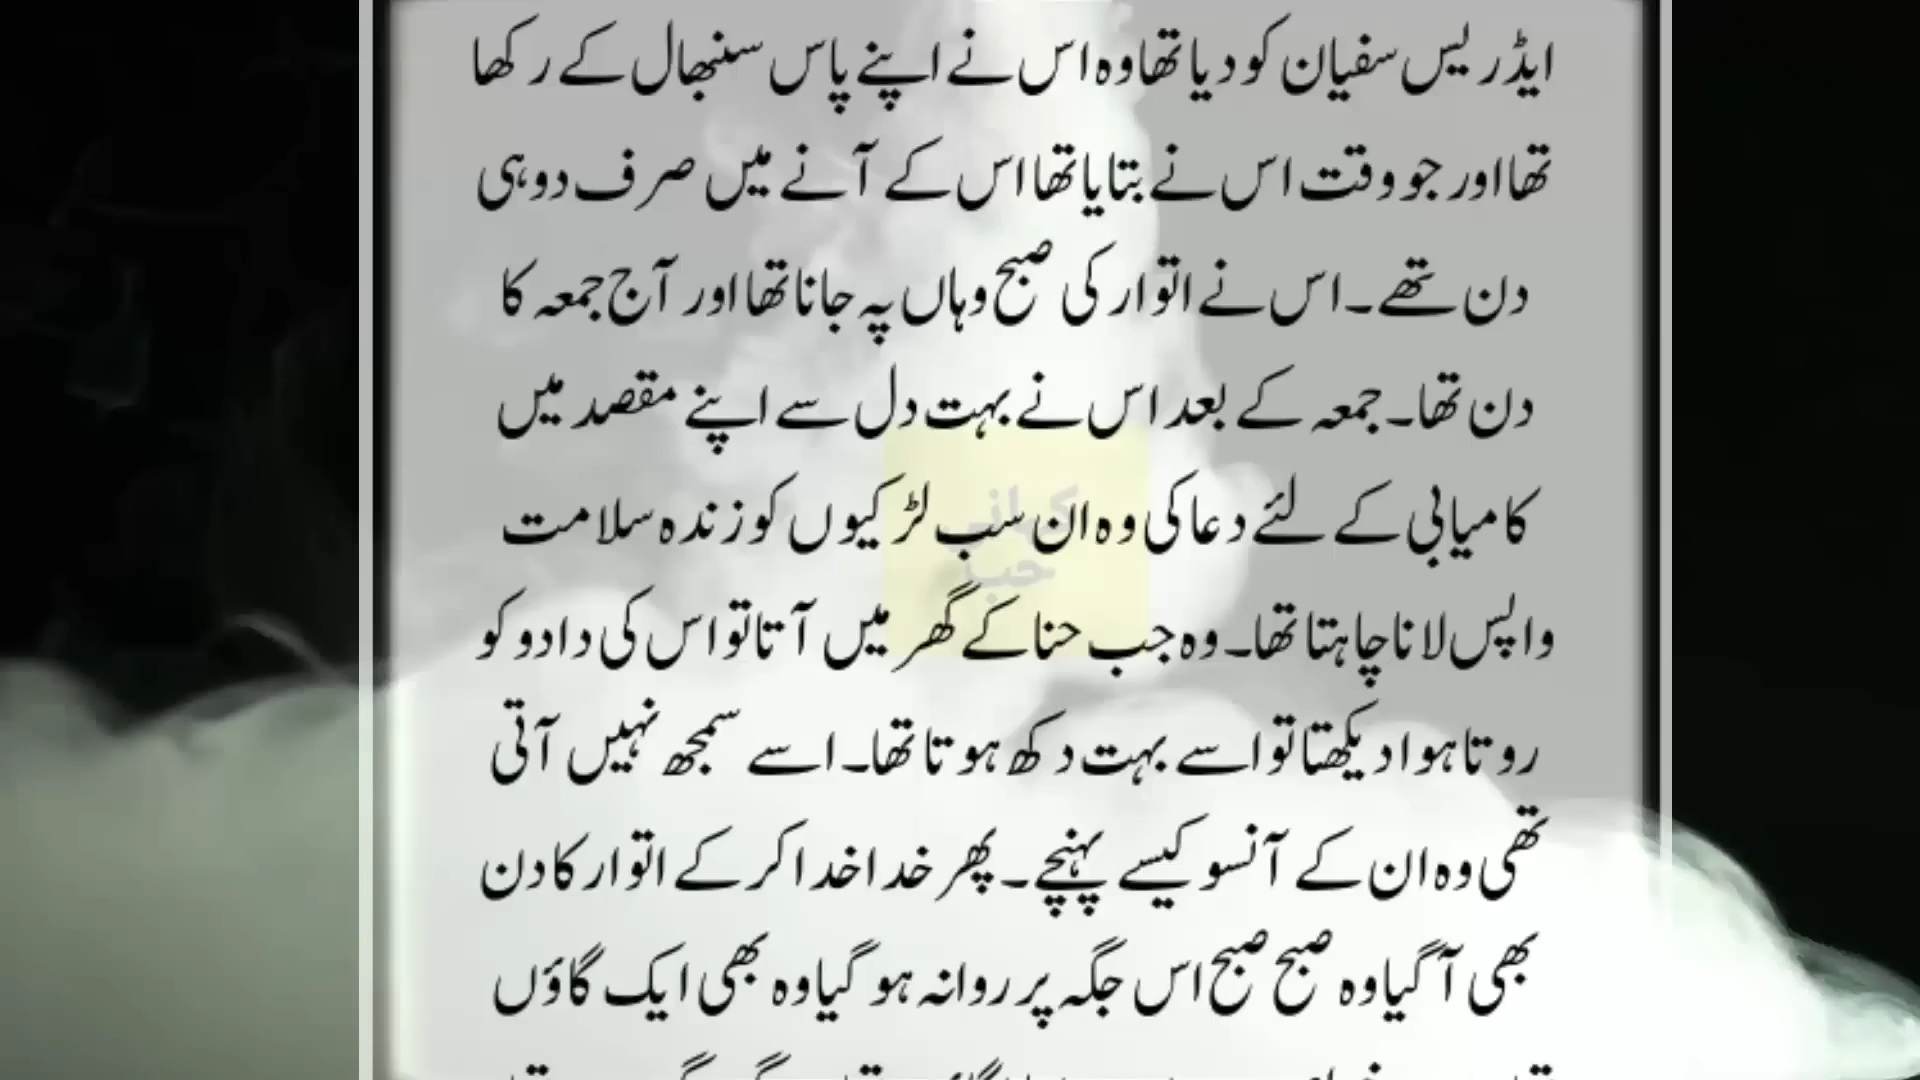 ایڈریس سفیان کو دیا تھا وہ اس نے اپنے پاس سنبھال کے رکھا
تھا اور جو وقت اس نے بتایا تھا اس کے آنے میں صرف دو ہی
دن تھے۔ اس نے اتوار کی صبح وہاں پہ جانا تھا اور آج جمعہ کا
دن تھا۔ جمعہ کے بعد اس نے بہت دل سے اپنے مقصد میں
کامیابی کے لئے دعا کی وہ ان سب لڑکیوں کو زندہ سلامت
واپس لانا چاہتا تھا۔ وہ جب حنا کے گھر میں آتا تو اس کی دادو کو
روتا ہوا دیکھتا تو اسے بہت دکھ ہوتا تھا۔ اسے سمجھ نہیں آتی
تھی وہ ان کے آنسو کیسے پہنچے۔ پھر خدا خدا کر کے اتوار کا دن
بھی آ گیا وہ صبح صبح اس جگہ پر روانہ ہو گیا وہ بھی ایک گاؤں